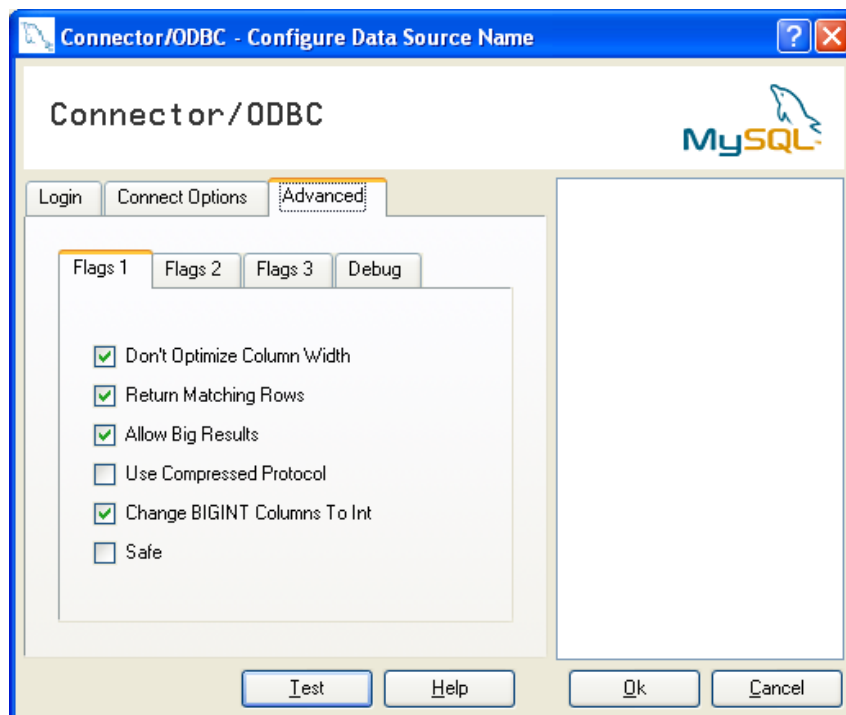 Connector/ODBC - Configure Data Source Name
Connector/ODBC
MySQL
Login Connect Options Advanced
Flags 1 Flags 2 Flags 3 Debug
Don't Optimize Column Width
Return Matching Rows
Allow Big Results
Use Compressed Protocol
Change BIGINT Columns To Int
Safe
Test Help Ok Cancel